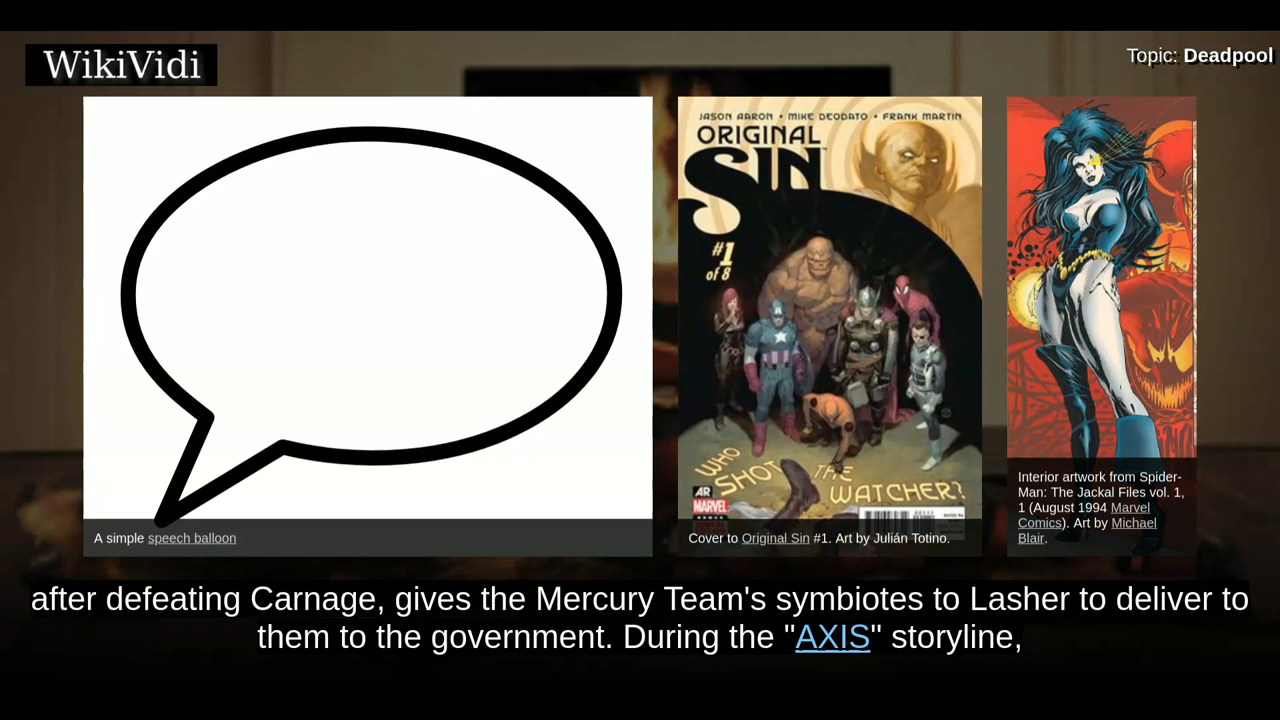 WikiVidi
Topic: Deadpool
JASON AARON • MIKE DEODATO • FRANK MARTIN
ORIGINAL
SIN
#1
of 8
WHO
SHOT THE
WATCHER?
AR
MARVEL
A simple speech balloon
Cover to Original Sin #1. Art by Julián Totino.
Interior artwork from Spider-
Man: The Jackal Files vol. 1,
1 (August 1994 Marvel
Comics). Art by Michael
Blair.
after defeating Carnage, gives the Mercury Team's symbiotes to Lasher to deliver to
them to the government. During the "AXIS" storyline,